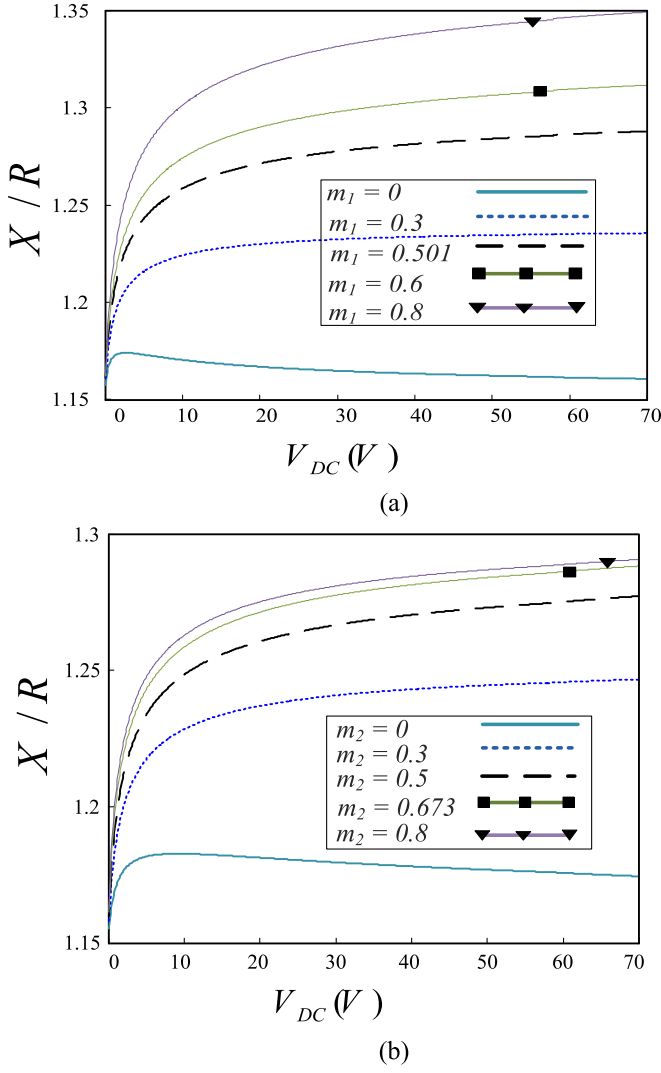 1.35
1.3
1.25
1.2
1.15
X / R
m1 = 0
m1 = 0.3
m1 = 0.501
m1 = 0.6
m1 = 0.8
0 10 20 30 40 50 60 70
VDC (V)
(a)
1.3
1.25
1.2
1.15
X / R
m2 = 0
m2 = 0.3
m2 = 0.5
m2 = 0.673
m2 = 0.8
0 10 20 30 40 50 60 70
VDC (V)
(b)